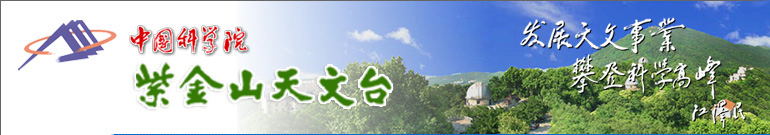 中国科学院
紫金山天文台
发展天文事業
攀登科学高峰
江泽民